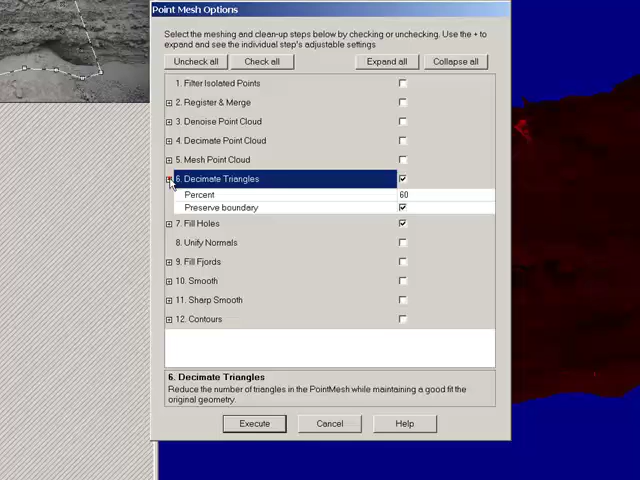 Point Mesh Options
Select the meshing and clean-up steps below by checking or unchecking. Use the + to
expand and see the individual step's adjustable settings
Uncheck all Check all Expand all Collapse all
1. Filter Isolated Points
2. Register & Merge
3. Denoise Point Cloud
4. Decimate Point Cloud
5. Mesh Point Cloud
6. Decimate Triangles
Percent 60
Preserve boundary
7. Fill Holes
8. Unify Normals
9. Fill Fjords
10. Smooth
11. Sharp Smooth
12. Contours
6. Decimate Triangles
Reduce the number of triangles in the PointMesh while maintaining a good fit the
original geometry.
Execute Cancel Help